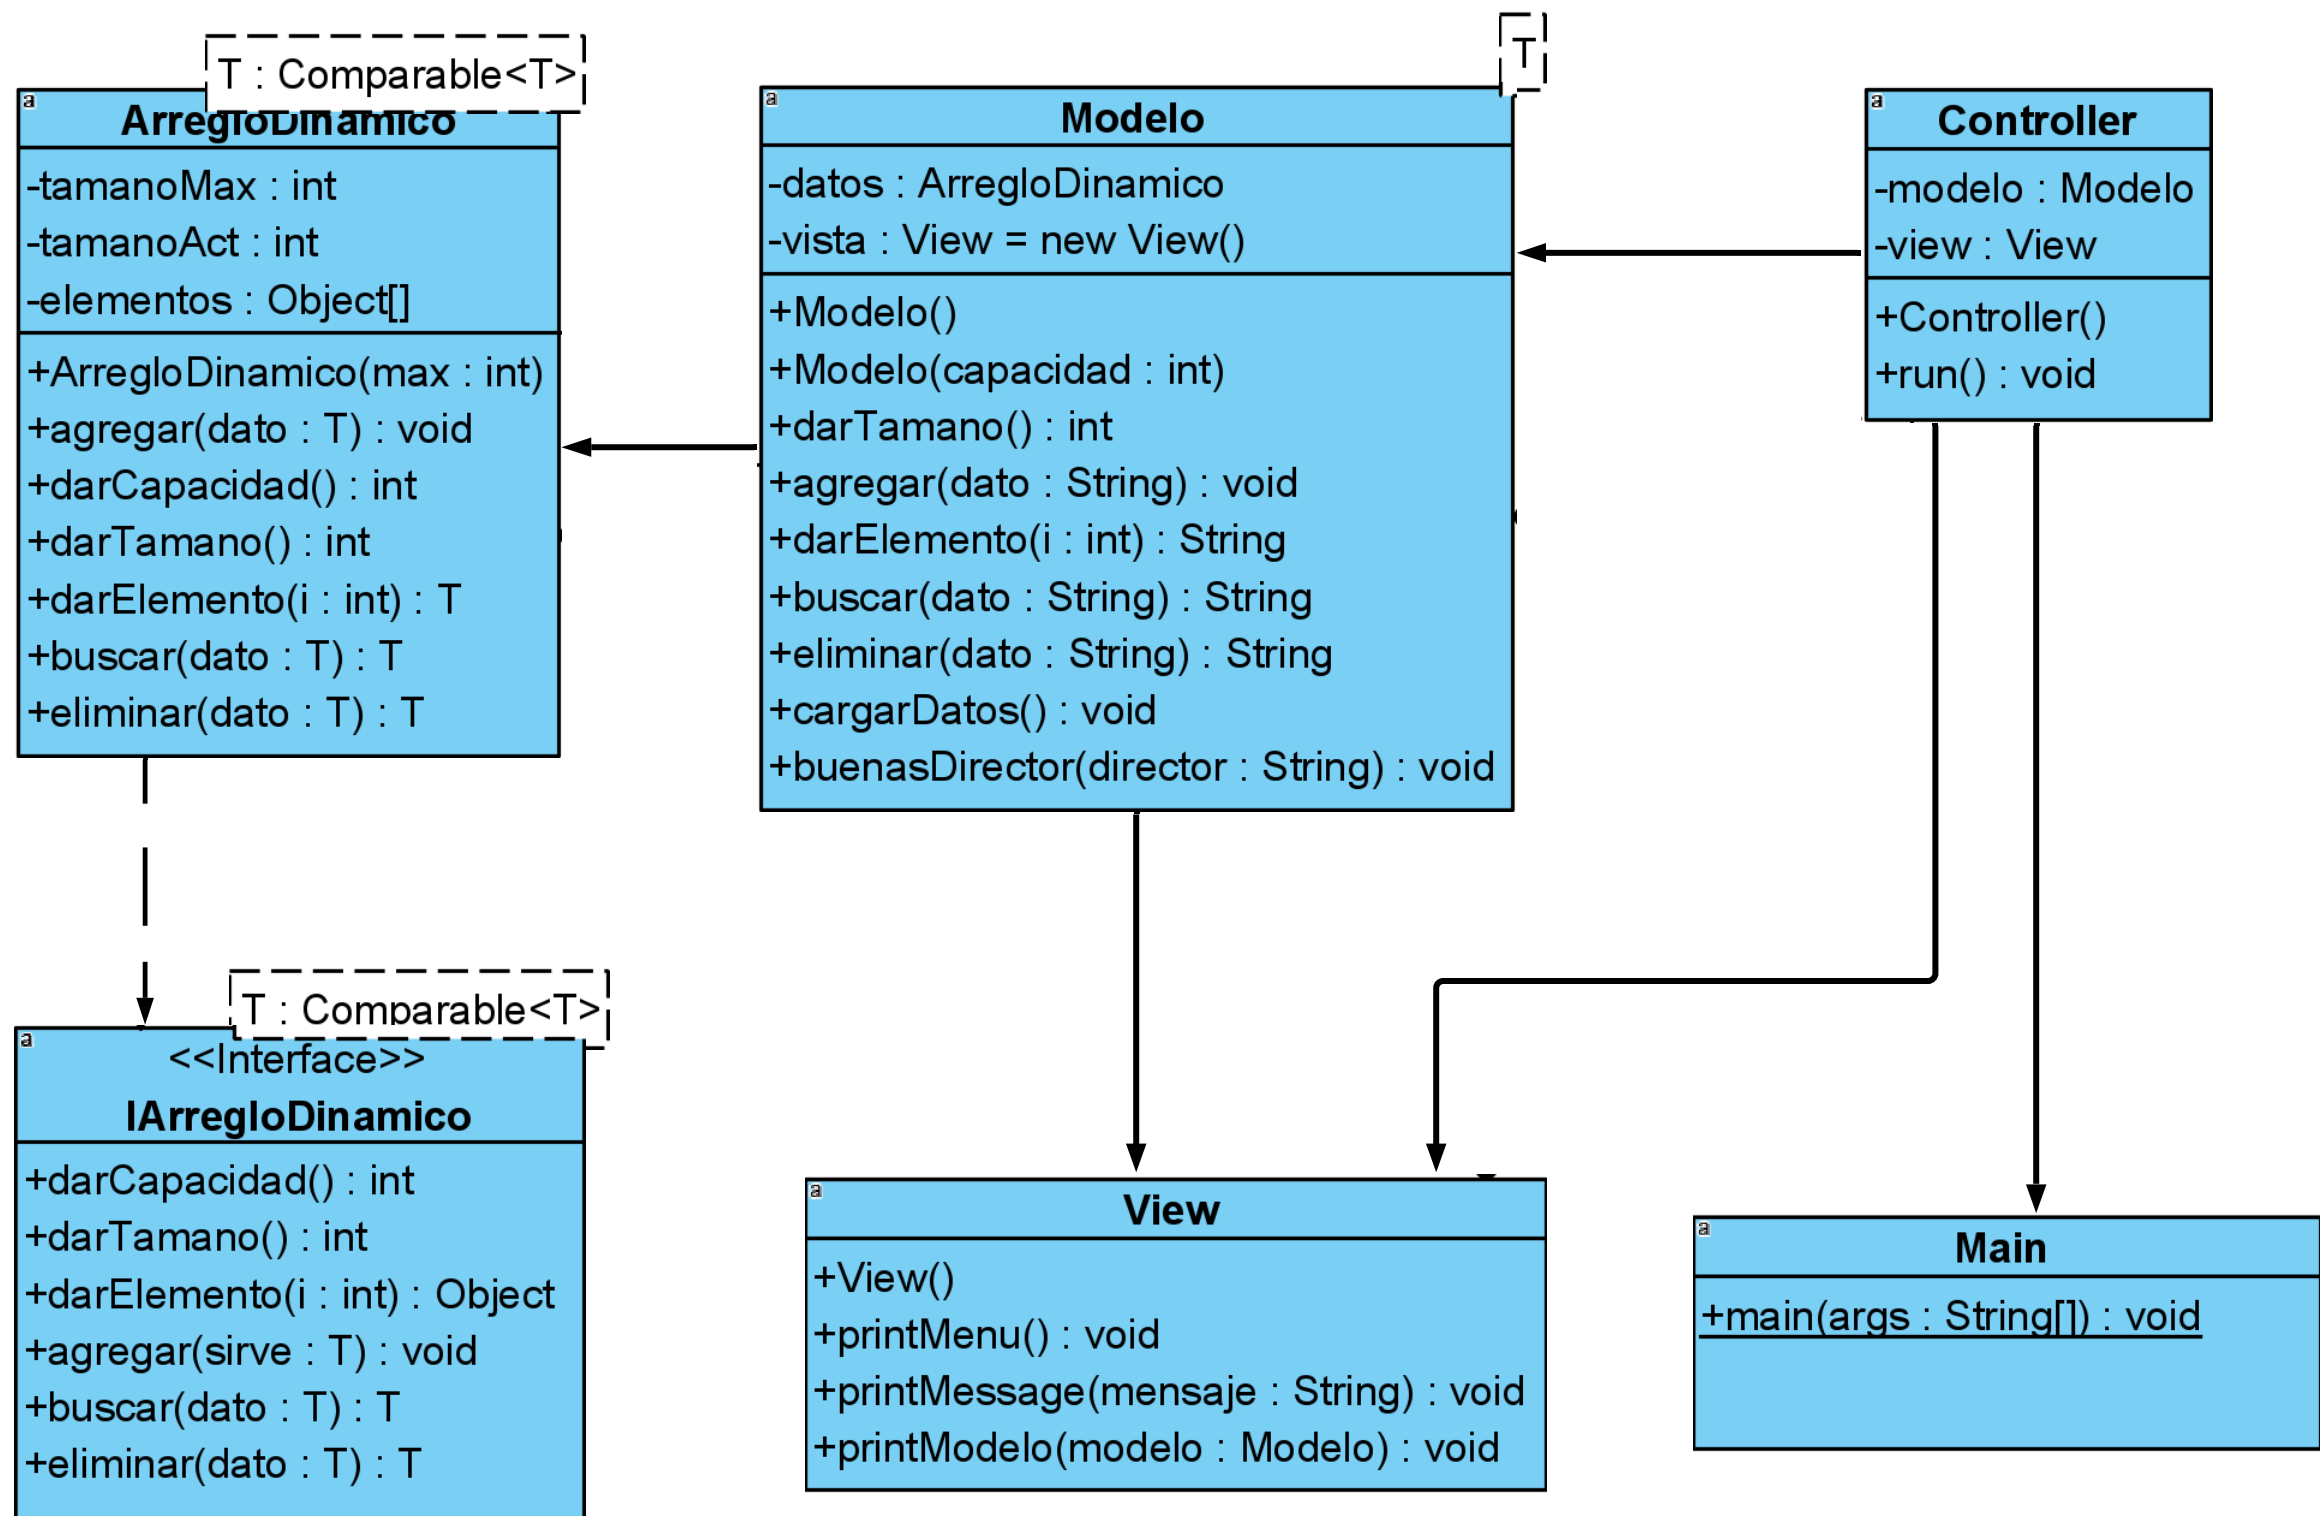 T : Comparable<T>
a
ArregloDinamico
-tamanoMax : int
-tamanoAct : int
-elementos : Object[]
+ArregloDinamico(max : int)
+agregar(dato : T) : void
+darCapacidad() : int
+darTamano() : int
+darElemento(i : int) : T
+buscar(dato : T) : T
+eliminar(dato : T) : T
T
a
Modelo
-datos : ArregloDinamico
-vista : View = new View()
+Modelo()
+Modelo(capacidad : int)
+darTamano() : int
+agregar(dato : String) : void
+darElemento(i : int) : String
+buscar(dato : String) : String
+eliminar(dato : String) : String
+cargarDatos() : void
+buenasDirector(director : String) : void
a
Controller
-modelo : Modelo
-view : View
+Controller()
+run() : void
T : Comparable<T>
a
<<Interface>>
IArregloDinamico
+darCapacidad() : int
+darTamano() : int
+darElemento(i : int) : Object
+agregar(sirve : T) : void
+buscar(dato : T) : T
+eliminar(dato : T) : T
a
View
+View()
+printMenu() : void
+printMessage(mensaje : String) : void
+printModelo(modelo : Modelo) : void
a
Main
+main(args : String[]) : void